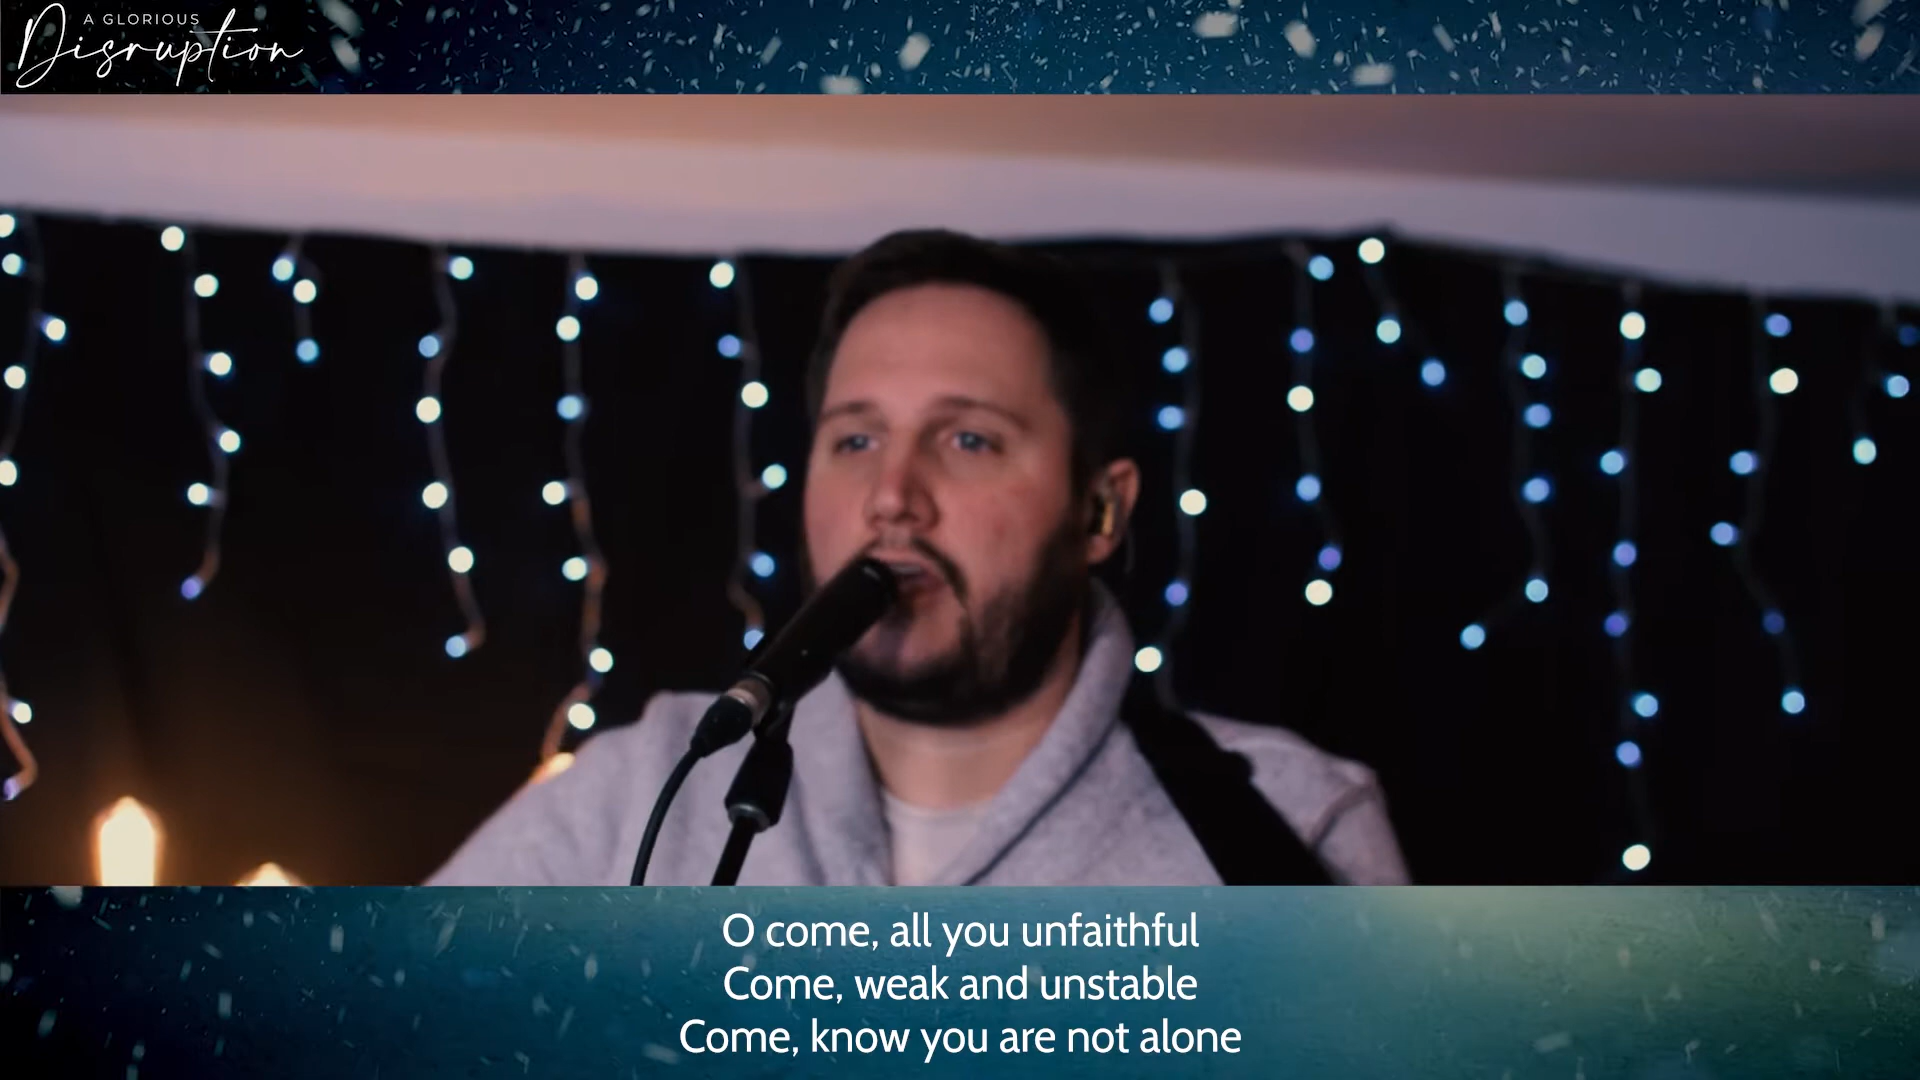 A GLORIOUS
Disruption
O come, all you unfaithful
Come, weak and unstable
Come, know you are not alone